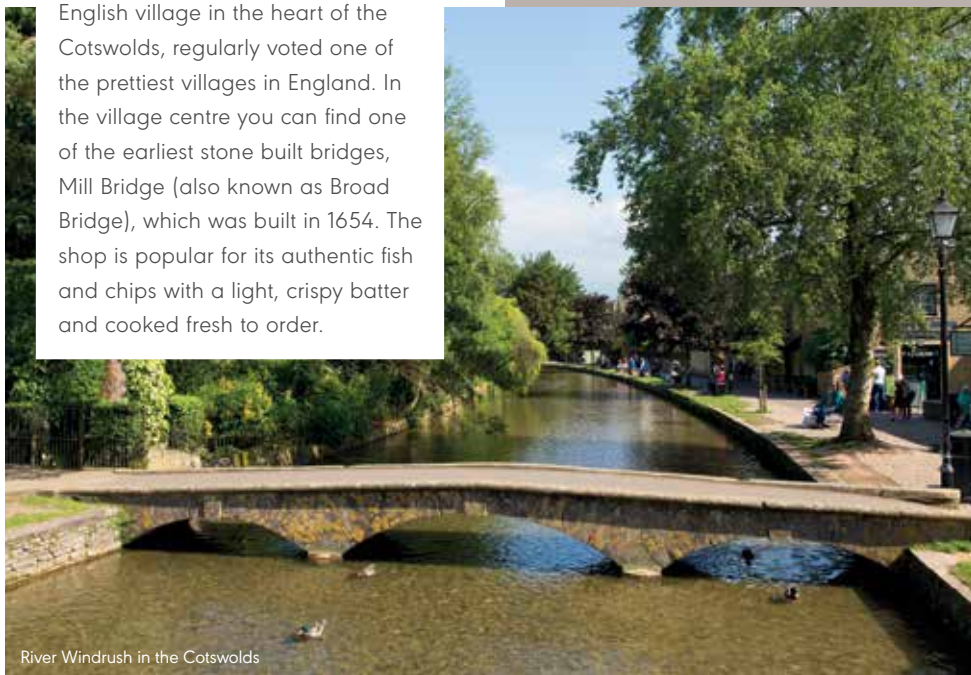 English village in the heart of the
Cotswolds, regularly voted one of
the prettiest villages in England. In
the village centre you can find one
of the earliest stone built bridges,
Mill Bridge (also known as Broad
Bridge), which was built in 1654. The
shop is popular for its authentic fish
and chips with a light, crispy batter
and cooked fresh to order.
River Windrush in the Cotswolds